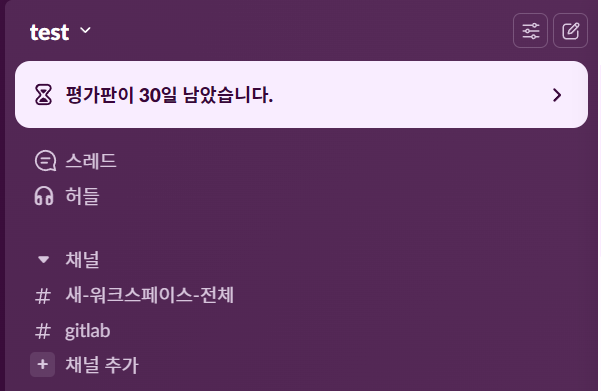 test
평가판이 30일 남았습니다.
스레드
허들
채널
# 새-워크스페이스-전체
# gitlab
+ 채널 추가